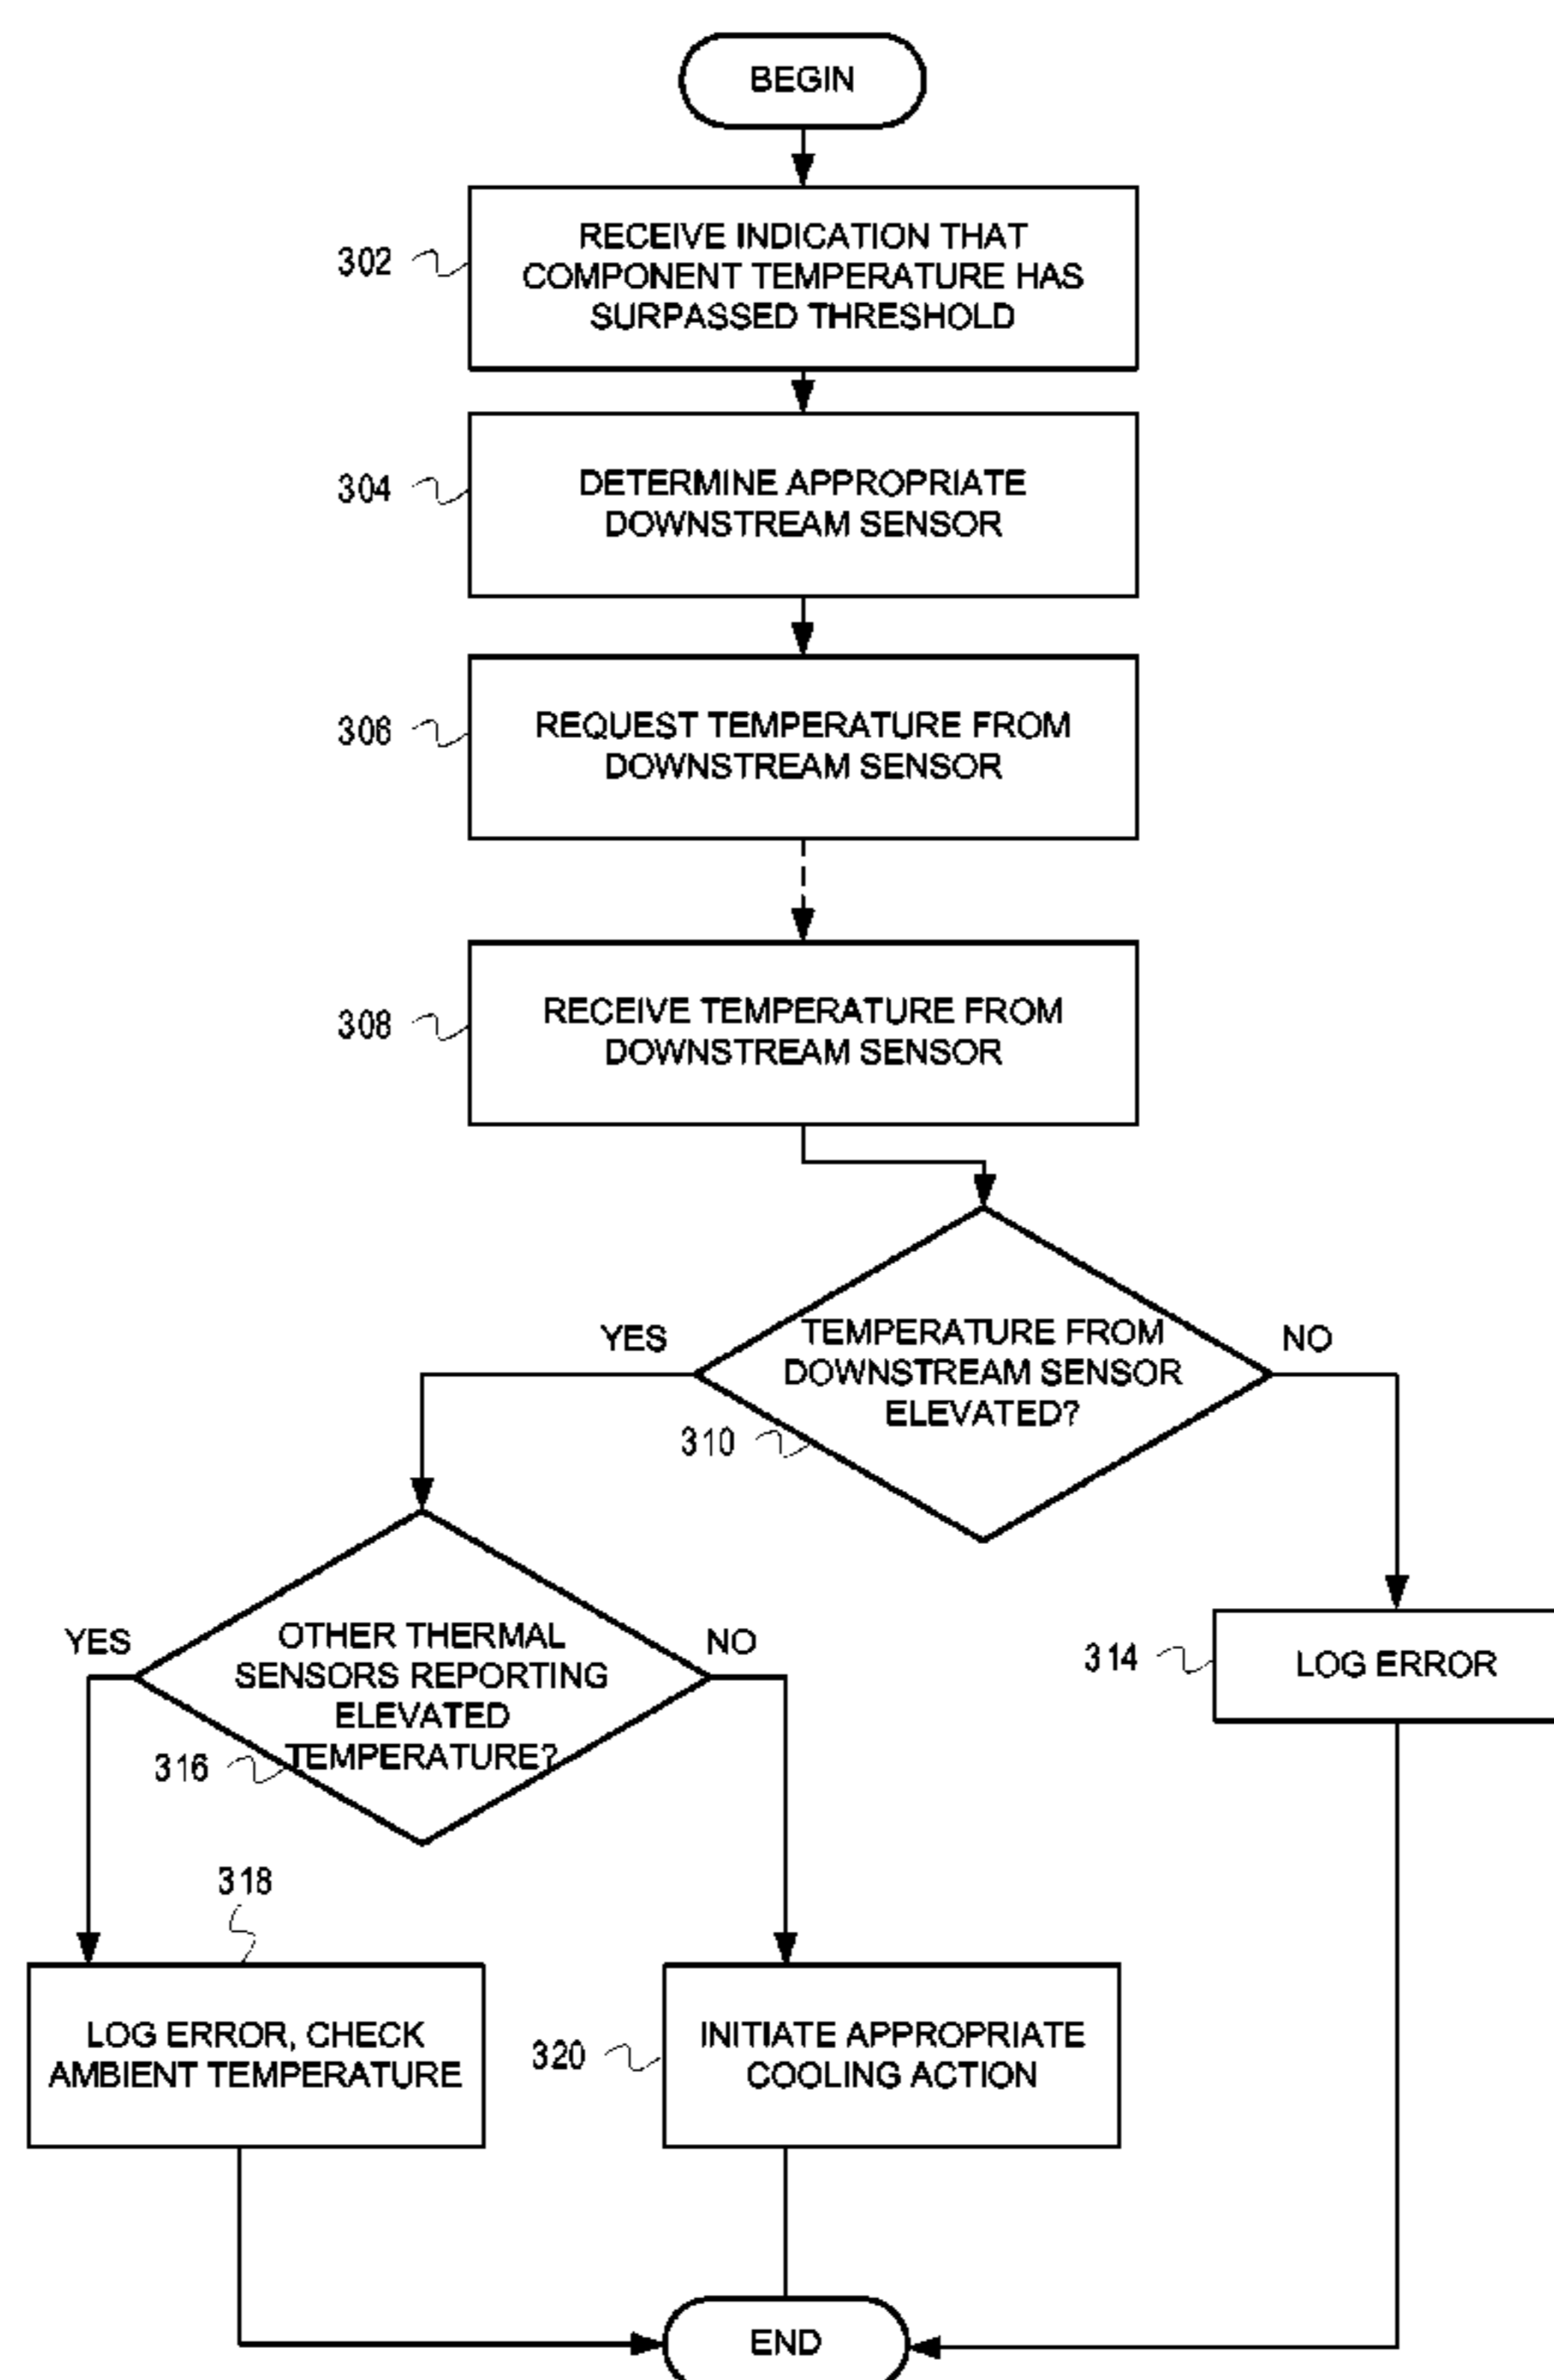 BEGIN
302
RECEIVE INDICATION THAT
COMPONENT TEMPERATURE HAS
SURPASSED THRESHOLD
304
DETERMINE APPROPRIATE
DOWNSTREAM SENSOR
306
REQUEST TEMPERATURE FROM
DOWNSTREAM SENSOR
308
RECEIVE TEMPERATURE FROM
DOWNSTREAM SENSOR
YES
TEMPERATURE FROM
DOWNSTREAM SENSOR
ELEVATED?
NO
310
YES
OTHER THERMAL
SENSORS REPORTING
ELEVATED
TEMPERATURE?
NO
316
314
LOG ERROR
318
LOG ERROR, CHECK
AMBIENT TEMPERATURE
320
INITIATE APPROPRIATE
COOLING ACTION
END